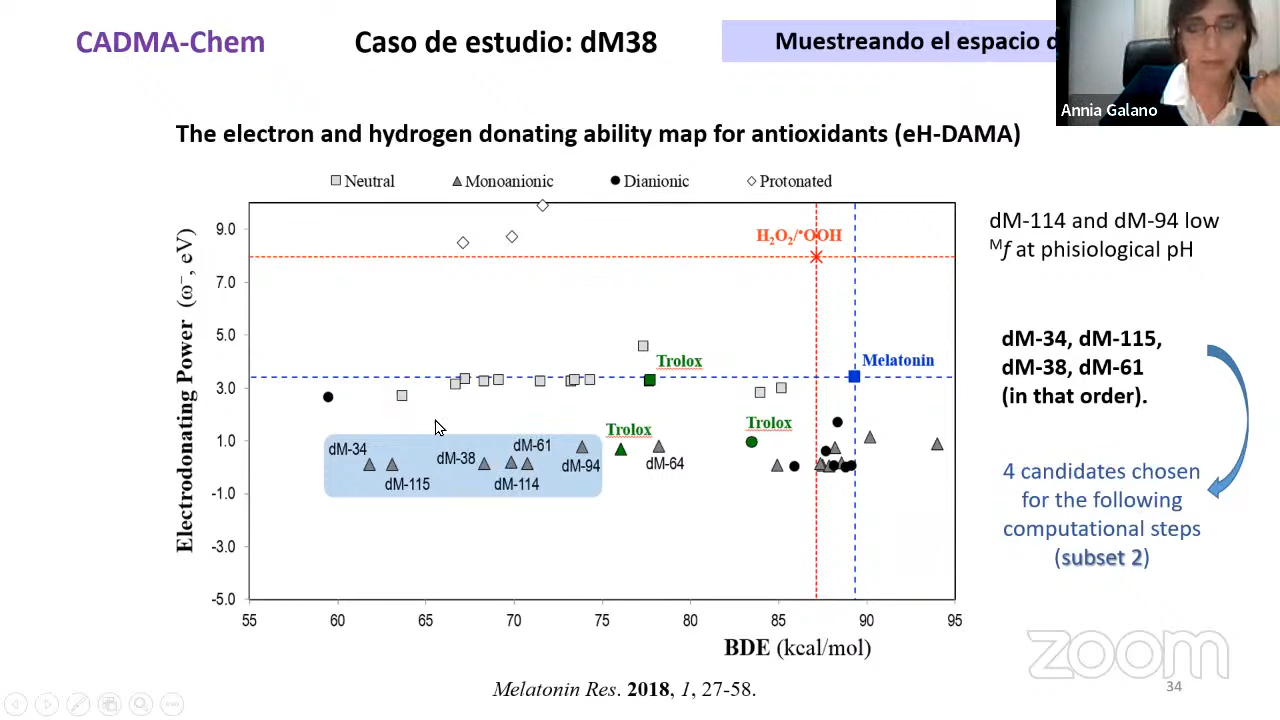 CADMA-Chem
Caso de estudio: dM38
Muestreando el espacio d
Annia Galano
The electron and hydrogen donating ability map for antioxidants (eH-DAMA)
Neutral
Monoanionic
Dianionic
Protonated
Electrodonating Power (ω⁻, eV)
9.0
7.0
5.0
3.0
1.0
-1.0
-3.0
-5.0
H₂O₂/•OOH
Trolox
Melatonin
Trolox
Trolox
dM-34
dM-115
dM-38
dM-61
dM-114
dM-94
dM-64
55
60
65
70
75
80
85
90
95
BDE (kcal/mol)
dM-114 and dM-94 low
ᴹf at phisiological pH
dM-34, dM-115,
dM-38, dM-61
(in that order).
4 candidates chosen
for the following
computational steps
(subset 2)
Melatonin Res. 2018, 1, 27-58.
zoom
34